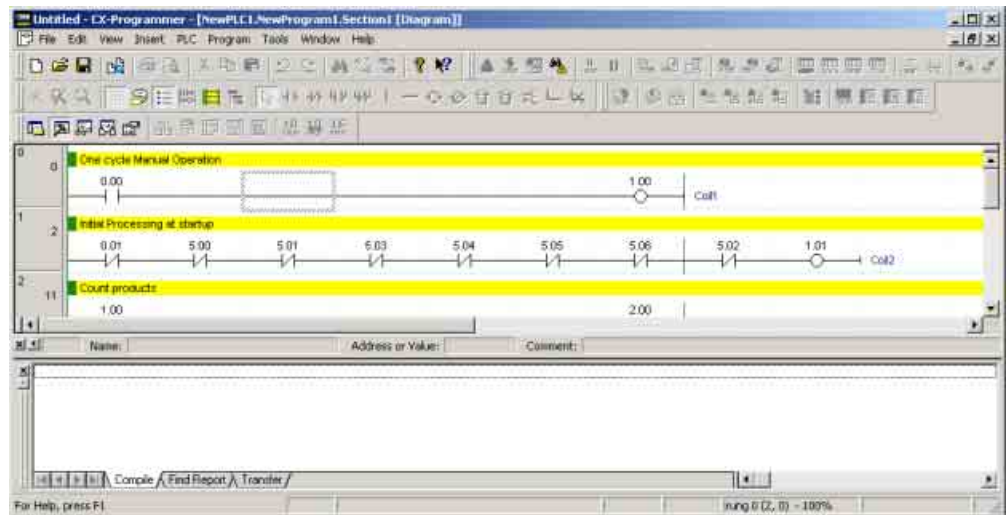 Untitled - CX-Programmer - [NewPLC1.NewProgram1.Section1 [Diagram]]
File Edit View Insert PLC Program Tools Window Help
0
0
One cycle Manual Operation
0.00 1.00
Coil1
1
2
Initial Processing at startup
0.01 5.00 5.01 5.03 5.04 5.05 5.06 5.02 1.01
Coil2
2
11
Count products
1.00 2.00
Name: Address or Value: Comment:
Compile Find Report Transfer
For Help, press F1
rung 0 (2, 0) - 100%